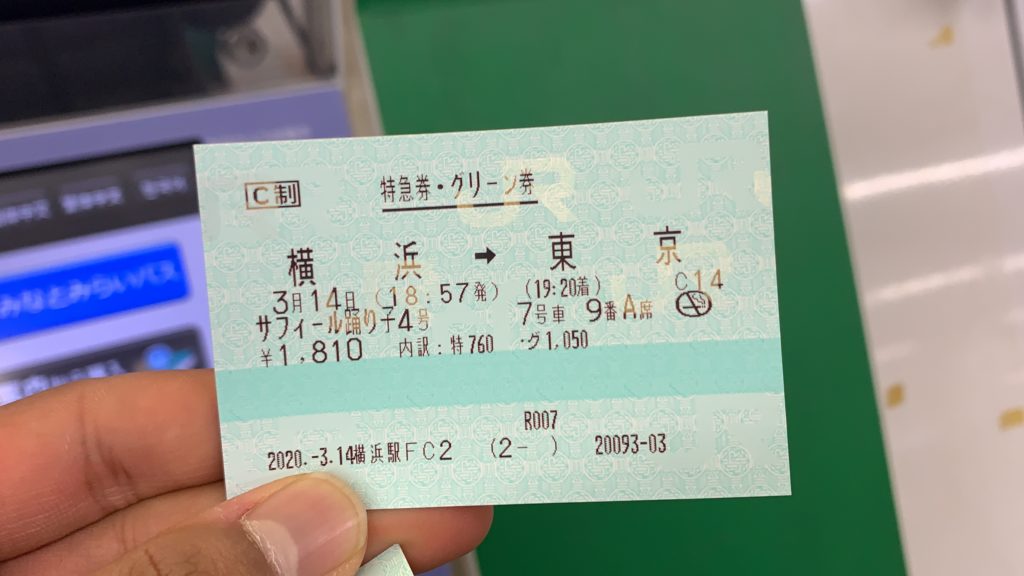 C制
特急券・グリーン券
横浜 ➡ 東京
3月14日 (18:57発) (19:20着) C14
サフィール踊り子4号 7号車 9番A席
¥1,810 内訳:特760 ・グ1,050
R007
2020.-3.14横浜駅FC2 (2- ) 20093-03
みなとみらいパス